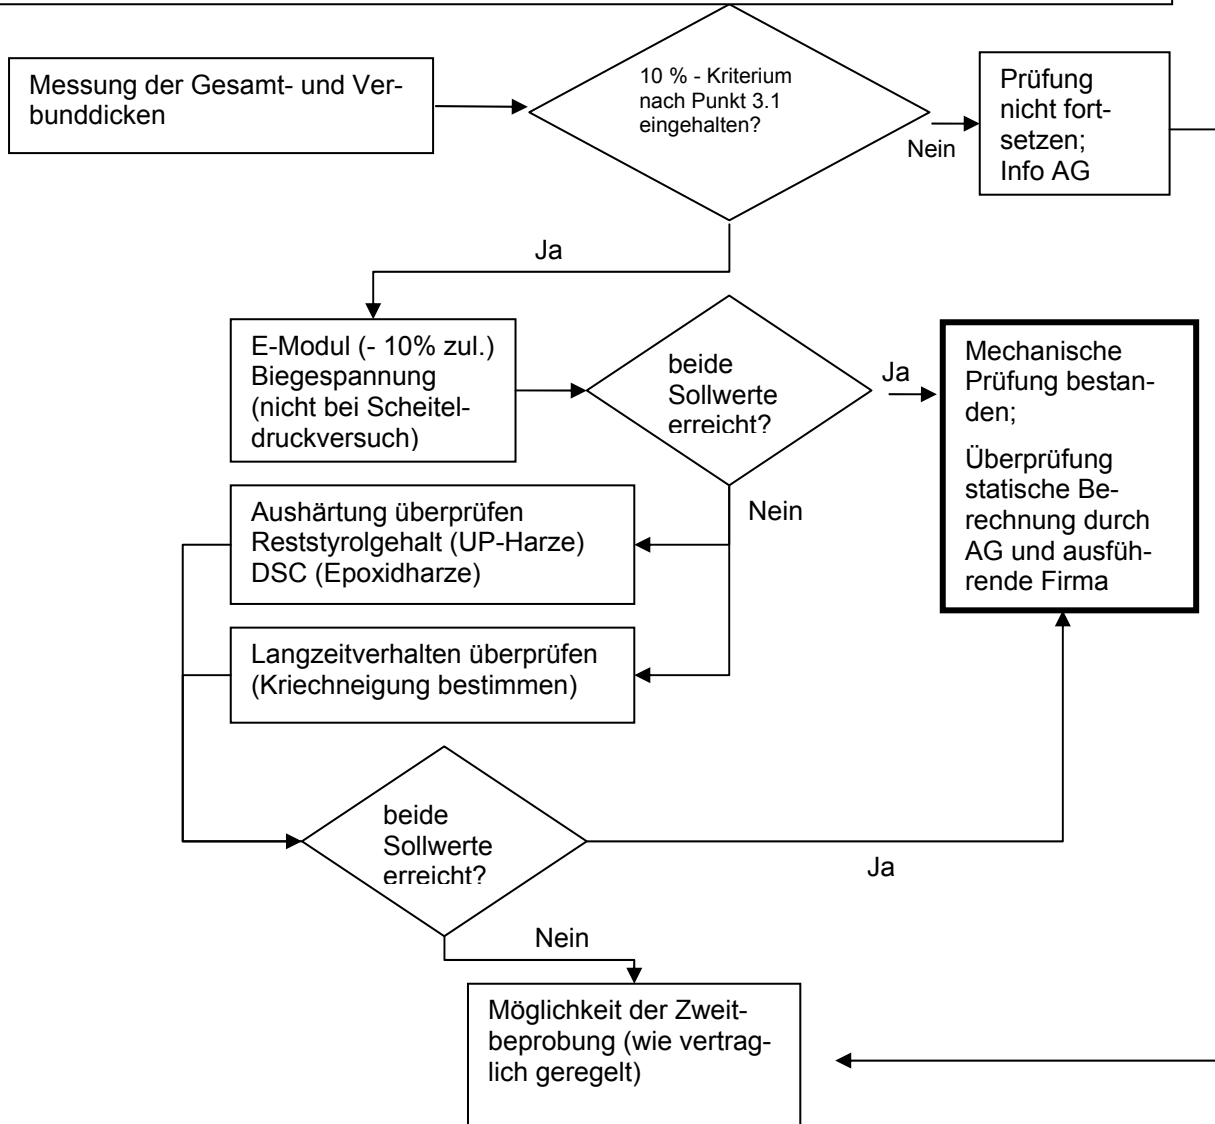 Messung der Gesamt- und Ver-
bunddicken
10 % - Kriterium
nach Punkt 3.1
eingehalten?
Nein
Prüfung
nicht fort-
setzen;
Info AG
Ja
E-Modul (- 10% zul.)
Biegespannung
(nicht bei Scheitel-
druckversuch)
beide
Sollwerte
erreicht?
Ja
Mechanische
Prüfung bestan-
den;
Überprüfung
statische Be-
rechnung durch
AG und ausfüh-
rende Firma
Nein
Aushärtung überprüfen
Reststyrolgehalt (UP-Harze)
DSC (Epoxidharze)
Langzeitverhalten überprüfen
(Kriechneigung bestimmen)
beide
Sollwerte
erreicht?
Ja
Nein
Möglichkeit der Zweit-
beprobung (wie vertrag-
lich geregelt)